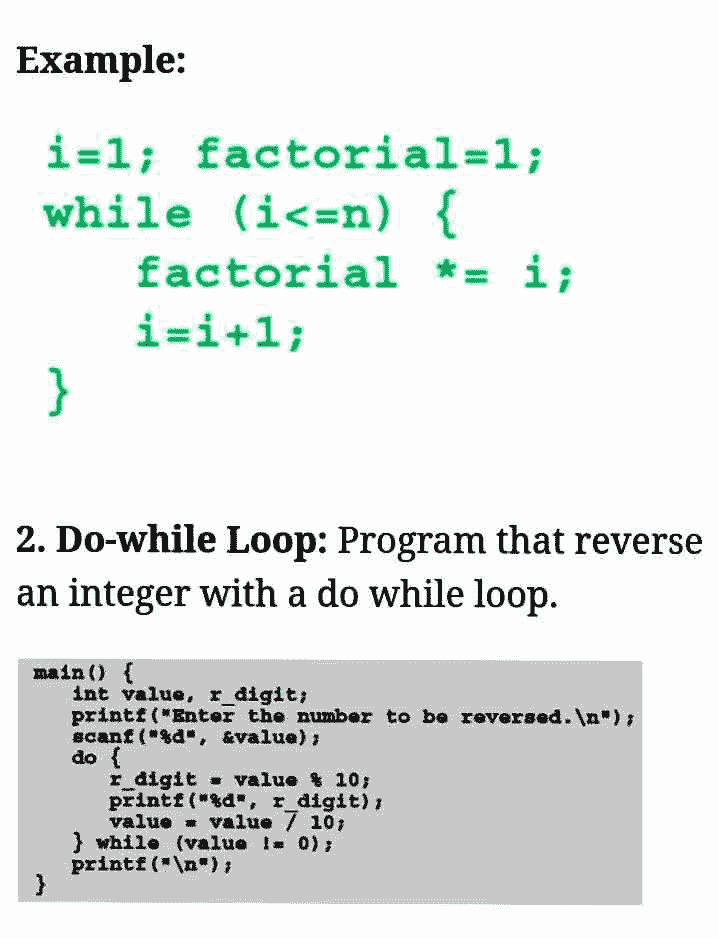 Example:
i=1; factorial=1;
while (i<=n) {
factorial *= i;
i=i+1;
}
2. Do-while Loop: Program that reverse
an integer with a do while loop.
main() {
int value, r_digit;
printf("Enter the number to be reversed.\n");
scanf("%d", &value);
do {
r_digit = value % 10;
printf("%d", r_digit);
value = value / 10;
} while (value != 0);
printf("\n");
}